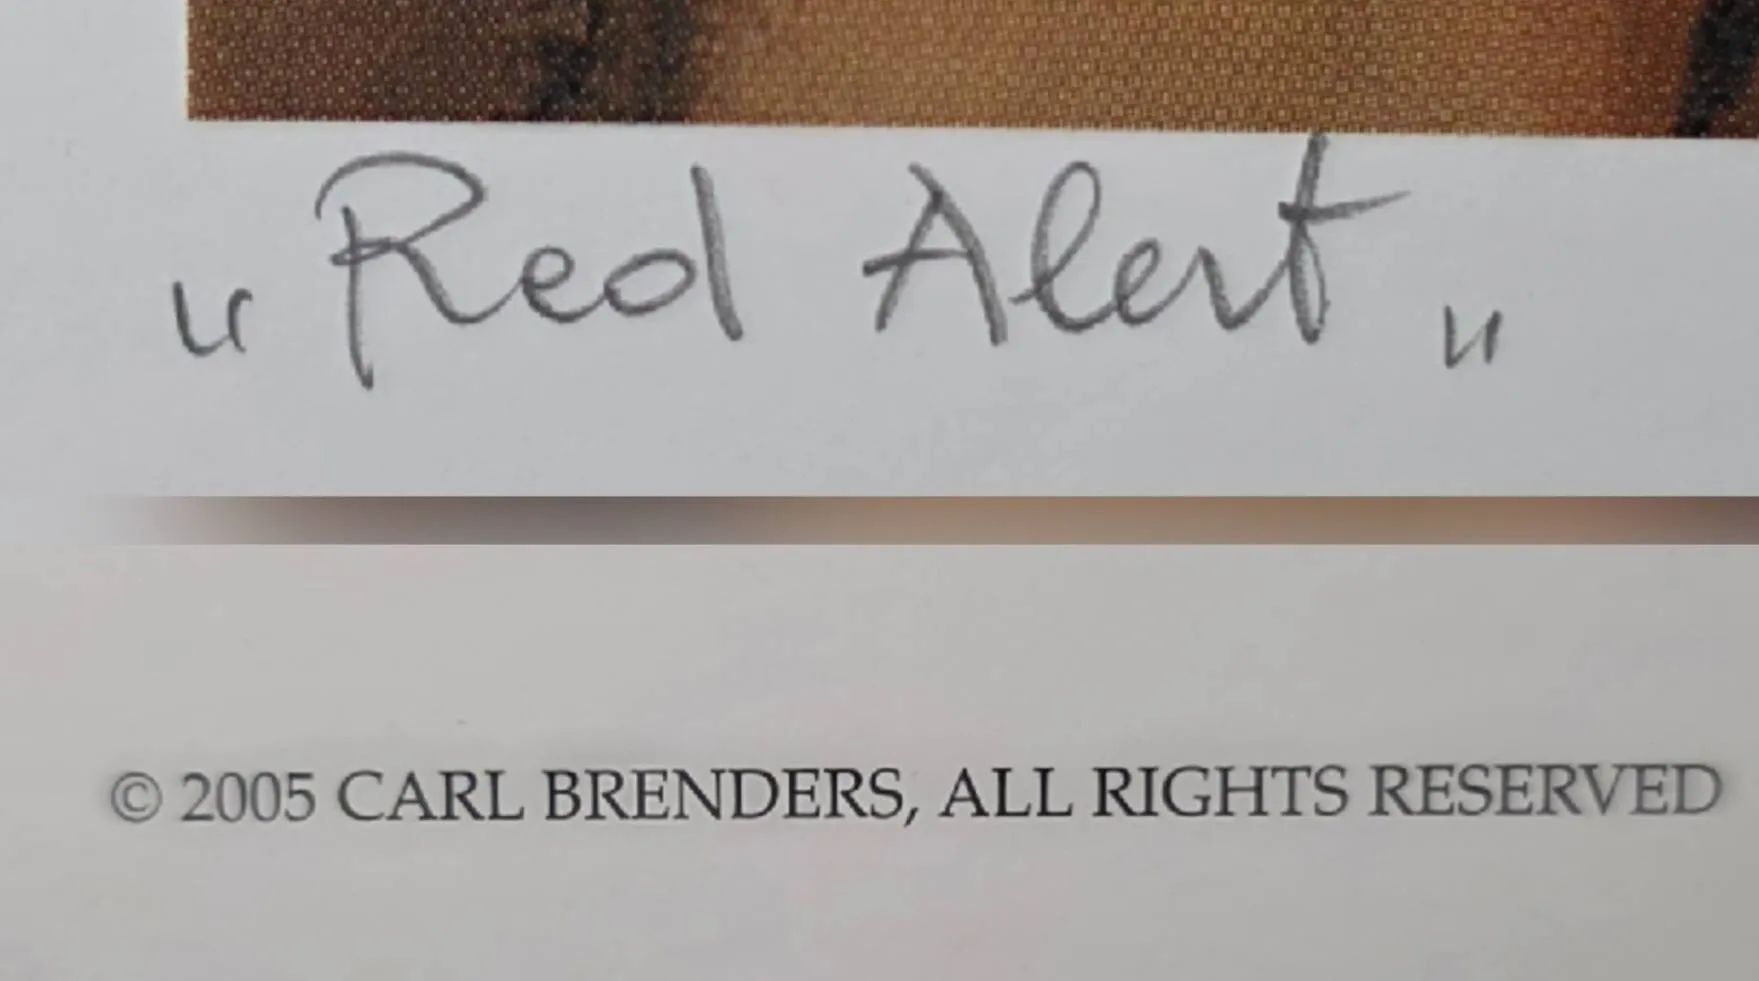 „ Red Alert "
© 2005 CARL BRENDERS, ALL RIGHTS RESERVED